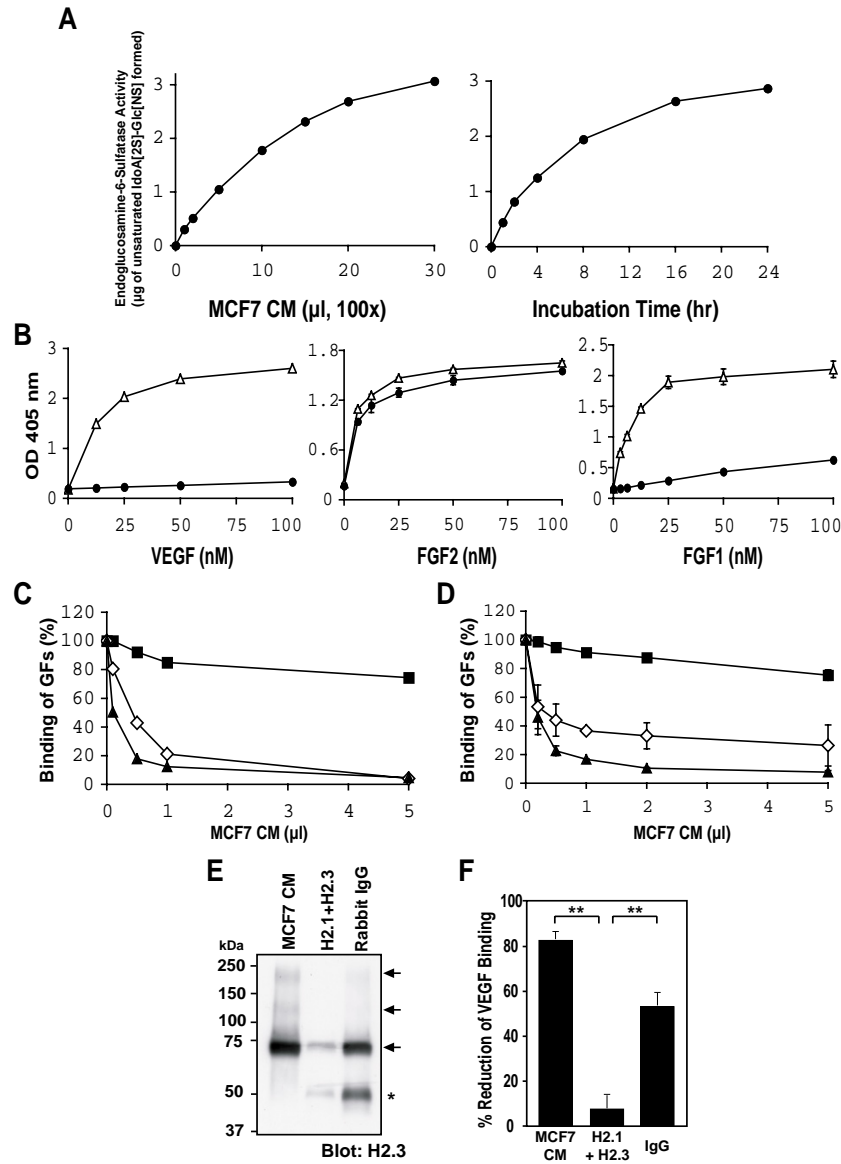 A
Endoglucosamine-6-Sulfatase Activity
(µg of unsaturated IdoA[2S]-Glc[NS] formed)
3
2
1
0
0 10 20 30
MCF7 CM (µl, 100x)
3
2
1
0
0 4 8 12 16 20 24
Incubation Time (hr)
B
OD 405 nm
3
2
1
0
0 25 50 75 100
VEGF (nM)
1.8
1.2
0.6
0
0 25 50 75 100
FGF2 (nM)
2.5
2
1.5
1
0.5
0
0 25 50 75 100
FGF1 (nM)
C
Binding of GFs (%)
120
100
80
60
40
20
0
0 1 2 3 4 5
MCF7 CM (µl)
D
Binding of GFs (%)
120
100
80
60
40
20
0
0 1 2 3 4 5
MCF7 CM (µl)
E
MCF7 CM
H2.1+H2.3
Rabbit IgG
kDa
250
150
100
75
50
37
*
Blot: H2.3
F
% Reduction of VEGF Binding
100
80
60
40
20
0
** **
MCF7
CM
H2.1
+ H2.3
IgG